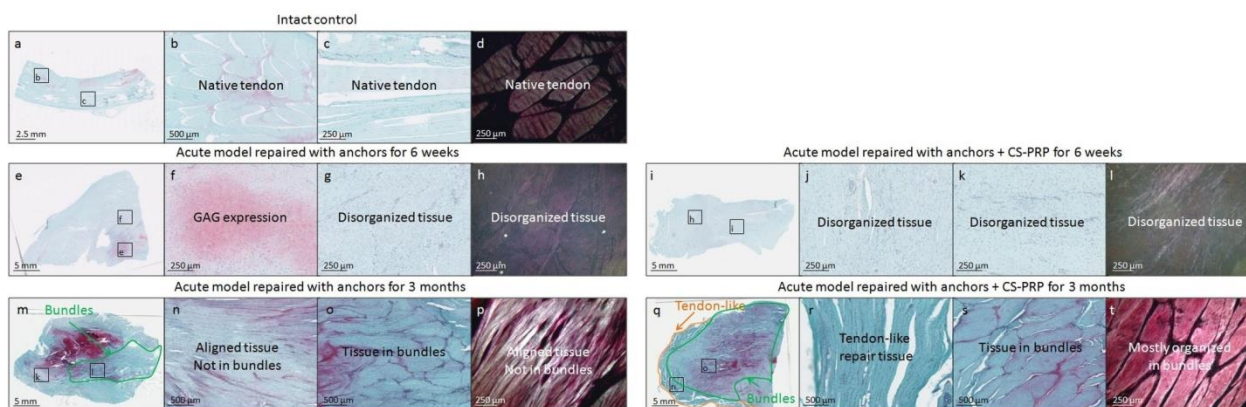 Intact control
a
b
c
2.5 mm
b
Native tendon
500 µm
c
Native tendon
250 µm
d
Native tendon
250 µm
Acute model repaired with anchors for 6 weeks
e
f
e
5 mm
f
GAG expression
250 µm
g
Disorganized tissue
250 µm
h
Disorganized tissue
250 µm
Acute model repaired with anchors + CS-PRP for 6 weeks
i
h
i
5 mm
j
Disorganized tissue
250 µm
k
Disorganized tissue
250 µm
l
Disorganized tissue
250 µm
Acute model repaired with anchors for 3 months
m
Bundles
k
5 mm
n
Aligned tissue
Not in bundles
500 µm
o
Tissue in bundles
500 µm
p
Aligned tissue
Not in bundles
250 µm
Acute model repaired with anchors + CS-PRP for 3 months
q
Tendon-like
o
n
Bundles
5 mm
r
Tendon-like
repair tissue
500 µm
s
Tissue in bundles
500 µm
t
Mostly organized
in bundles
250 µm